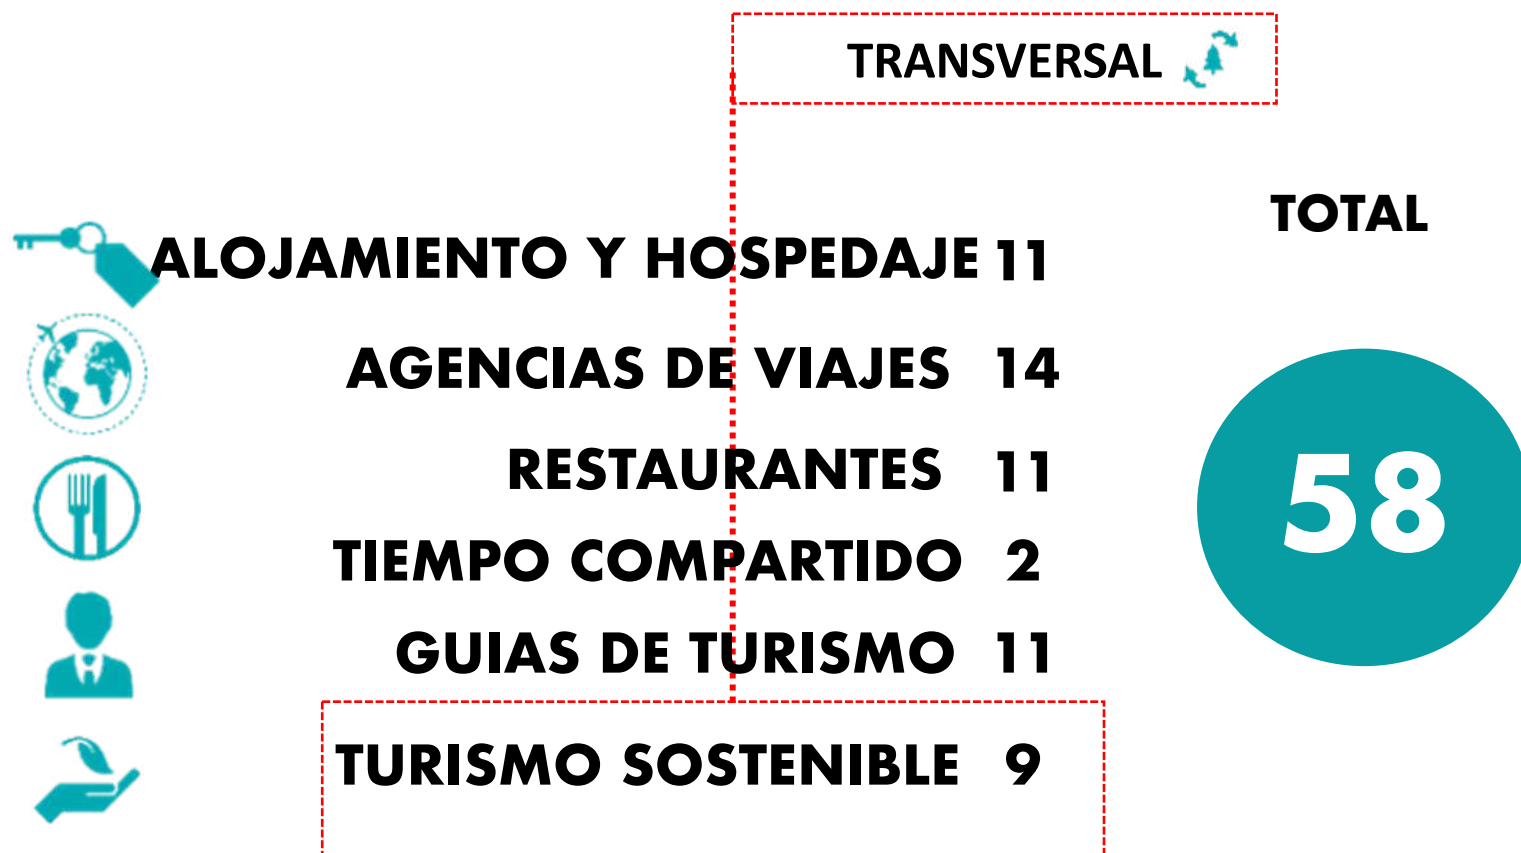 TRANSVERSAL
TOTAL
ALOJAMIENTO Y HOSPEDAJE 11
AGENCIAS DE VIAJES 14
RESTAURANTES 11
58
TIEMPO COMPARTIDO 2
GUIAS DE TURISMO 11
TURISMO SOSTENIBLE 9